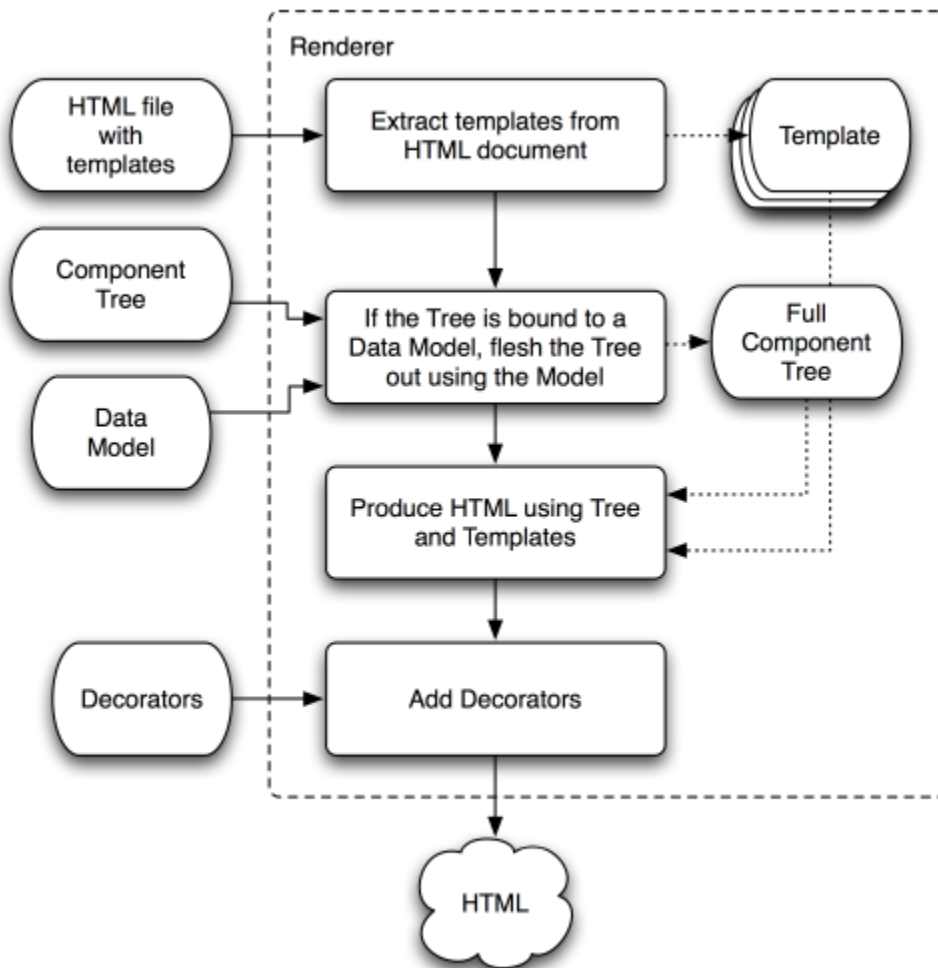 Renderer
HTML file
with
templates
Extract templates from
HTML document
Template
Component
Tree
If the Tree is bound to a
Data Model, flesh the Tree
out using the Model
Full
Component
Tree
Data
Model
Produce HTML using Tree
and Templates
Decorators
Add Decorators
HTML